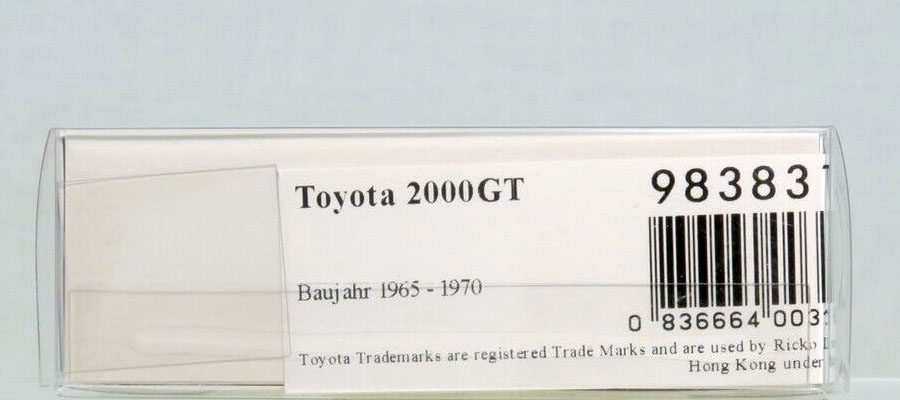 Toyota 2000GT
98383
Baujahr 1965 - 1970
0 836664 003
Toyota Trademarks are registered Trade Marks and are used by Ricko
Hong Kong under